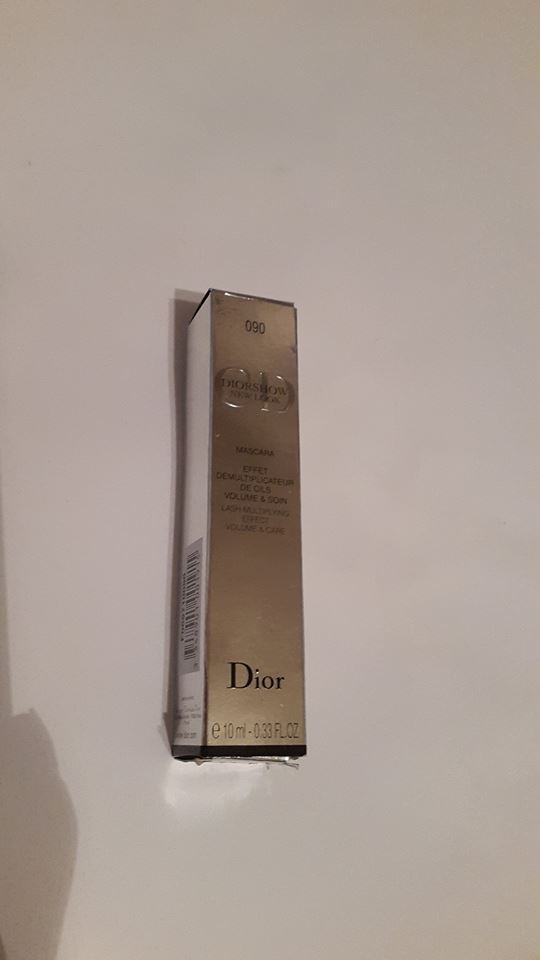 090
CD
DIORSHOW
NEW LOOK
MASCARA
EFFET
DÉMULTIPLICATEUR
DE CILS
VOLUME & SOIN
LASH-MULTIPLYING
EFFECT
VOLUME & CARE
Dior
e 10 ml - 0.33 FL.OZ